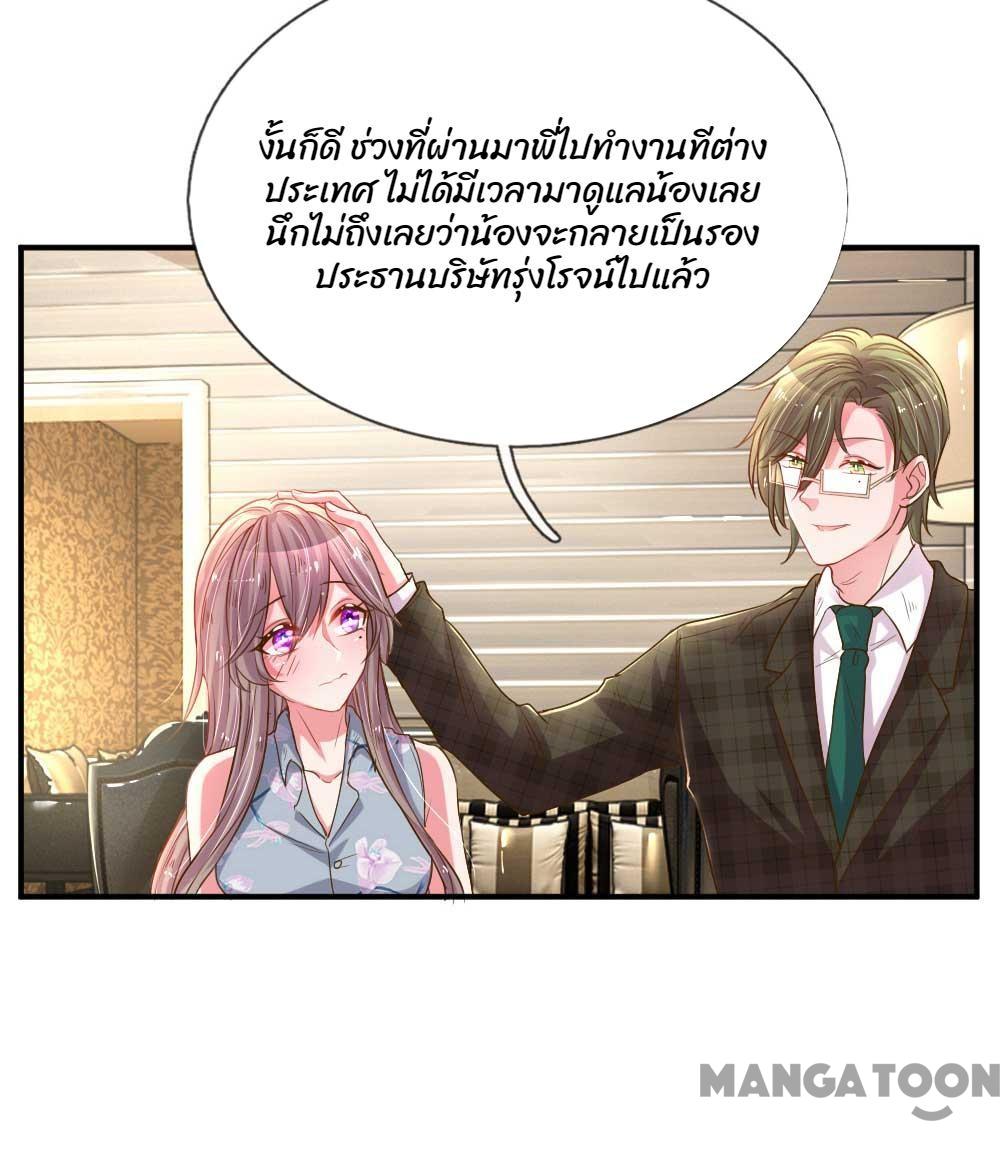 งั้นก็ดี ช่วงที่ผ่านมาพี่ไปทำงานทีต่าง
ประเทศ ไม่ได้มีเวลามาดูแลน้องเลย
นึกไม่ถึงเลยว่าน้องจะกลายเป็นรอง
ประธานบริษัทรุ่งโรจน์ไปแล้ว
MANGATOON